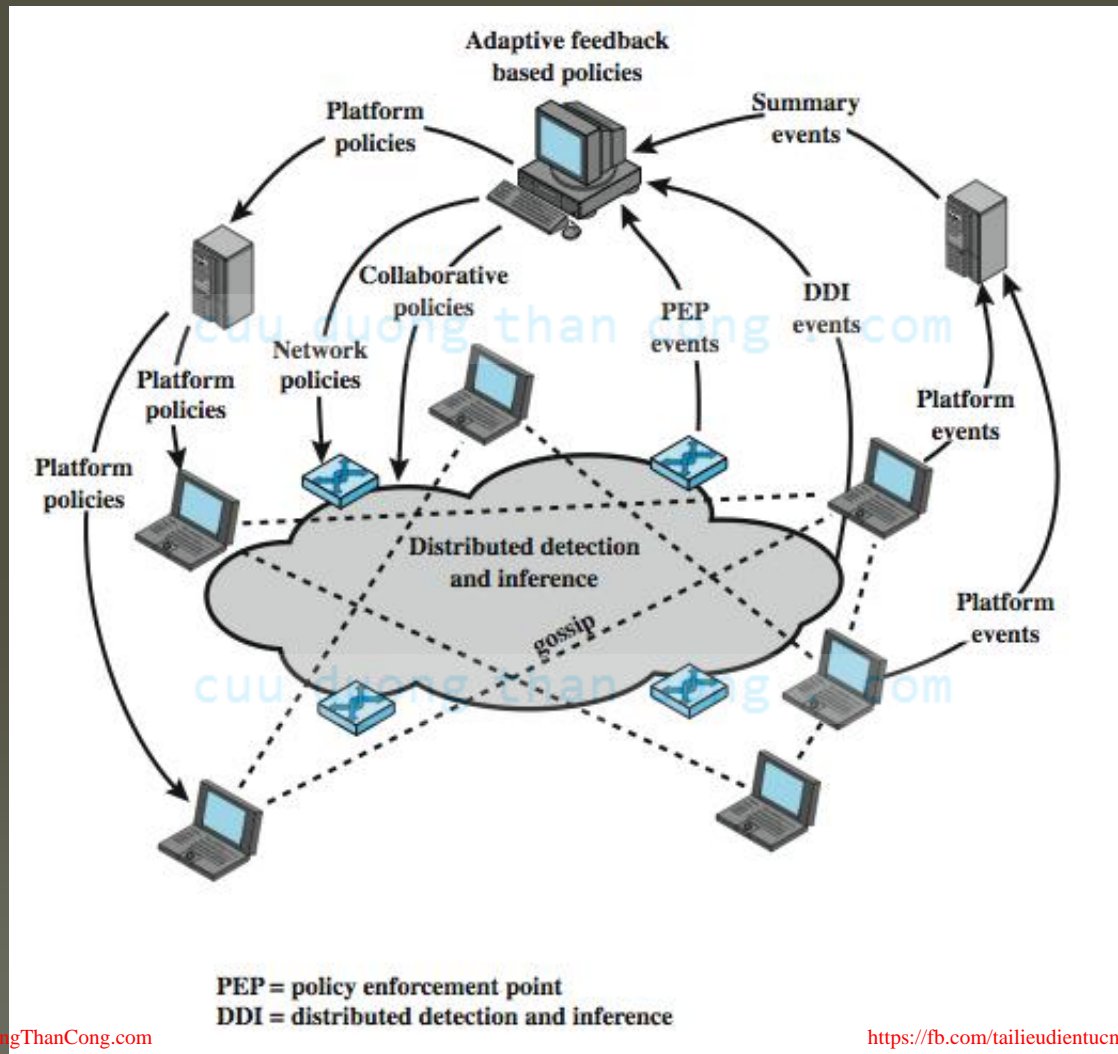 Adaptive feedback
based policies
Platform
policies
Summary
events
Collaborative
policies
PEP
events
DDI
events
Network
policies
Platform
policies
Platform
events
Platform
policies
Distributed detection
and inference
gossip
Platform
events
cuu duong than cong . com
cuu duong than cong . com
PEP = policy enforcement point
DDI = distributed detection and inference
ngThanCong.com
https://fb.com/tailieudientucn